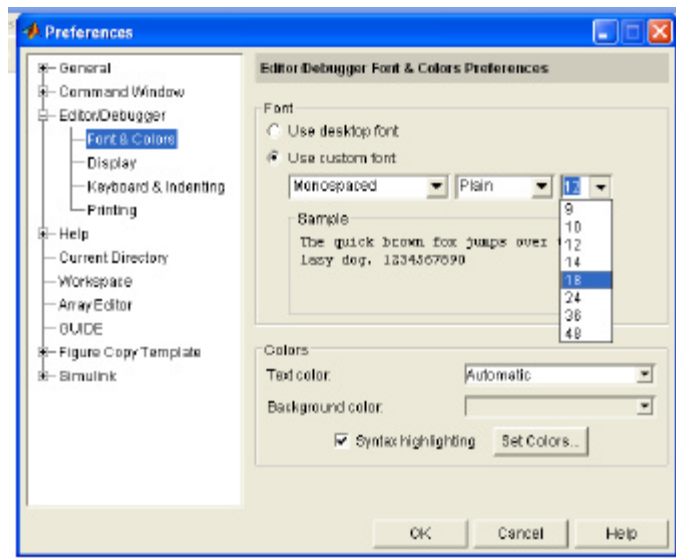 Preferences
General
Command Window
Editor/Debugger
Font & Colors
Display
Keyboard & Indenting
Printing
Help
Current Directory
Workspace
Array Editor
GUIDE
Figure Copy Template
Simulink
Editor/Debugger Font & Colors Preferences
Font
Use desktop font
Use custom font
Monospaced Plain 12
9
10
12
14
18
24
36
48
Sample
The quick brown fox jumps over
lazy dog. 1234567890
Colors
Text color: Automatic
Background color:
Syntax highlighting Set Colors...
OK Cancel Help